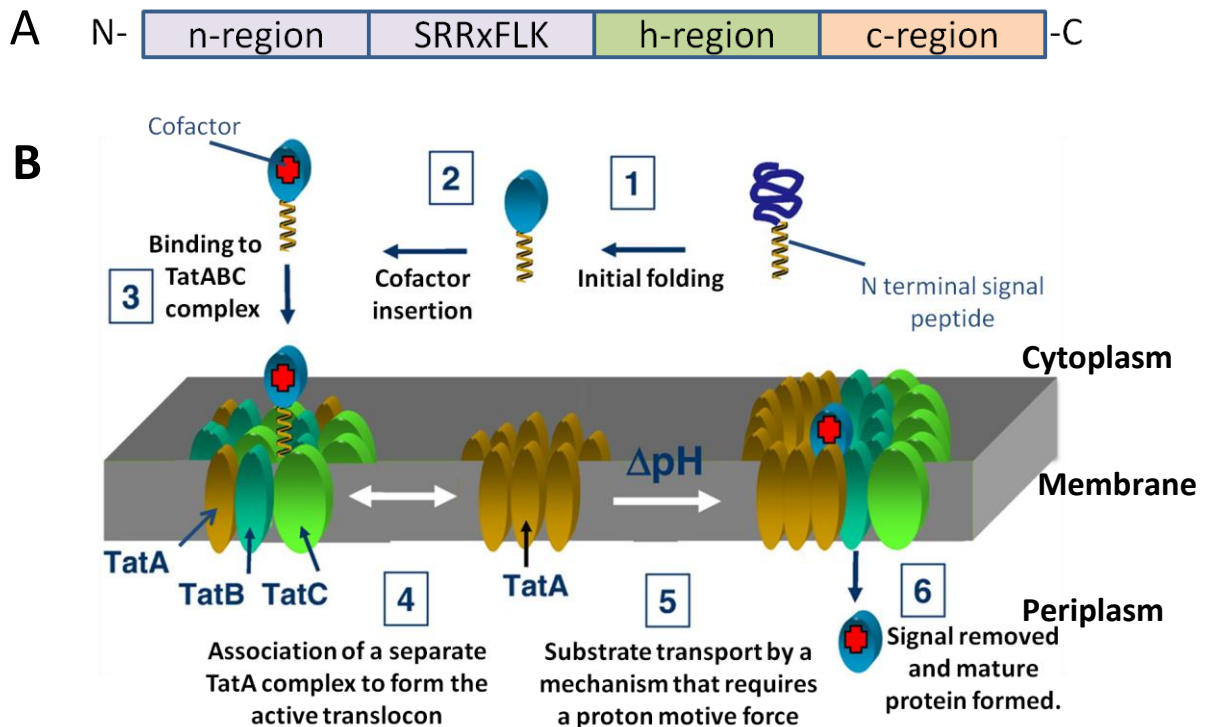 A
N-
n-region
SRRxFLK
h-region
c-region
-C
B
Cofactor
2
1
Binding to
TatABC
complex
3
Cofactor
insertion
Initial folding
N terminal signal
peptide
Cytoplasm
ΔpH
Membrane
TatA
TatB
TatC
TatA
4
5
6
Periplasm
Association of a separate
TatA complex to form the
active translocon
Substrate transport by a
mechanism that requires
a proton motive force
Signal removed
and mature
protein formed.